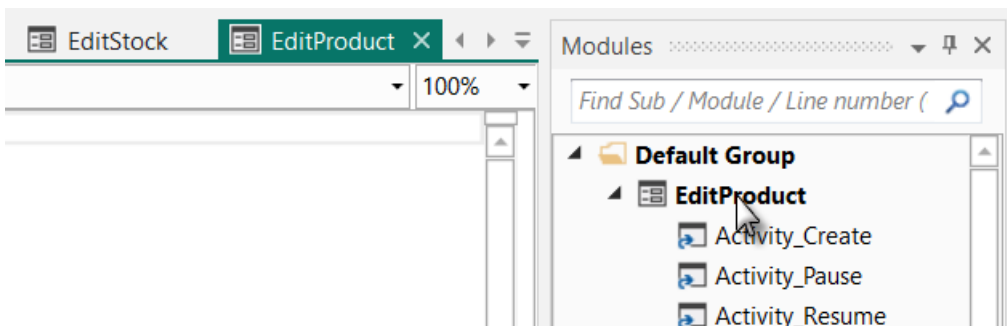 EditStock EditProduct
Modules
100%
Find Sub / Module / Line number (
Default Group
EditProduct
Activity_Create
Activity_Pause
Activity_Resume